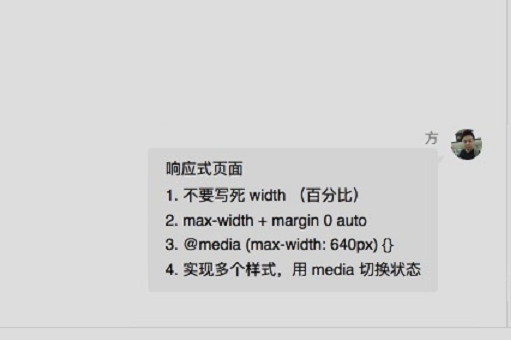 方
响应式页面
1. 不要写死 width （百分比）
2. max-width + margin 0 auto
3. @media (max-width: 640px) {}
4. 实现多个样式，用 media 切换状态